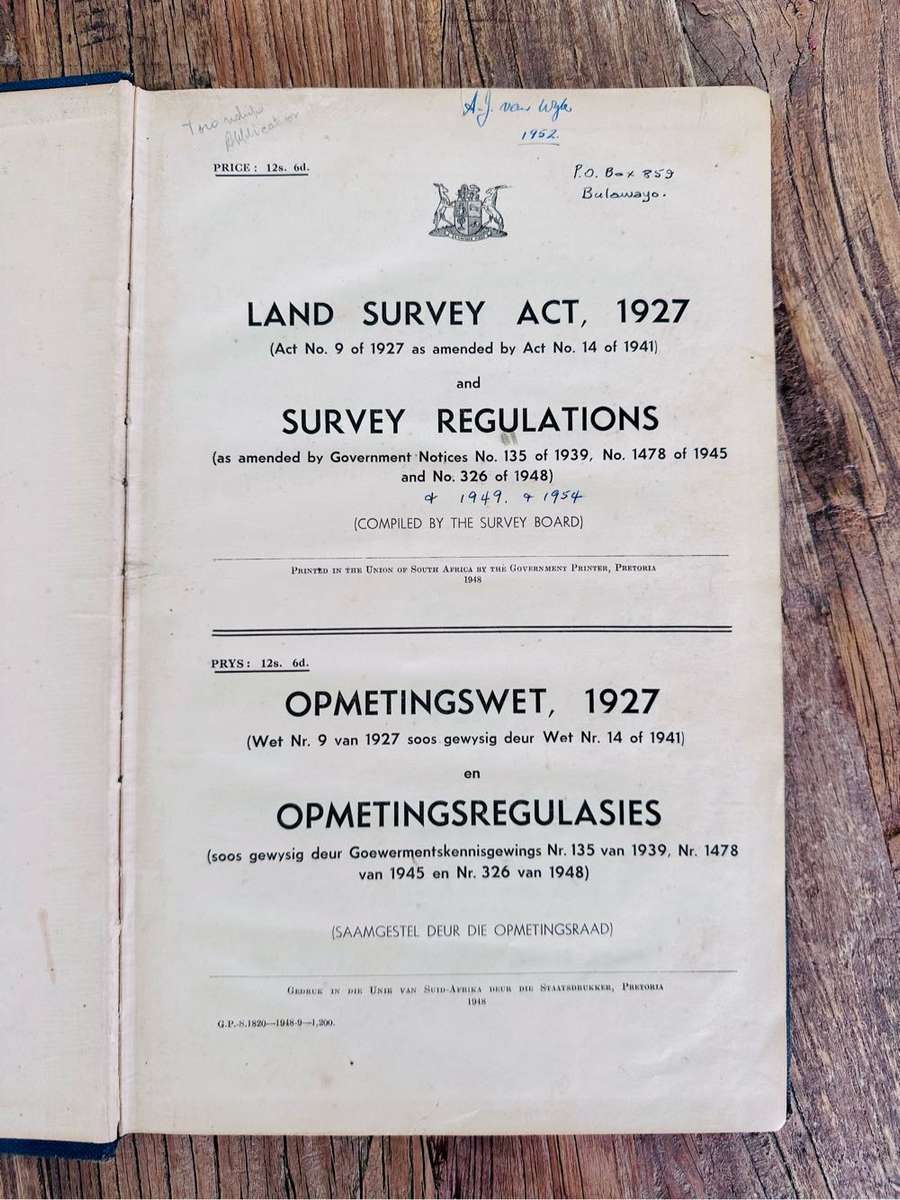 A.J. van Wyk
1952.
PRICE: 12s. 6d.
P.O. Box 859
Bulawayo.
LAND SURVEY ACT, 1927
(Act No. 9 of 1927 as amended by Act No. 14 of 1941)
and
SURVEY REGULATIONS
(as amended by Government Notices No. 135 of 1939, No. 1478 of 1945
and No. 326 of 1948)
& 1949. & 1954
(COMPILED BY THE SURVEY BOARD)
PRINTED IN THE UNION OF SOUTH AFRICA BY THE GOVERNMENT PRINTER, PRETORIA
1948
PRYS: 12s. 6d.
OPMETINGSWET, 1927
(Wet Nr. 9 van 1927 soos gewysig deur Wet Nr. 14 of 1941)
en
OPMETINGSREGULASIES
(soos gewysig deur Goewermentskennisgewings Nr. 135 van 1939, Nr. 1478
van 1945 en Nr. 326 van 1948)
(SAAMGESTEL DEUR DIE OPMETINGSRAAD)
GEDRUK IN DIE UNIE VAN SUID-AFRIKA DEUR DIE STAATSDRUKKER, PRETORIA
1948
G.P.-S.1820—1948-9—1,200.